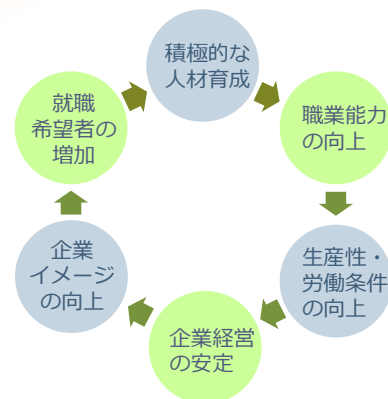 積極的な
人材育成
職業能力
の向上
生産性・
労働条件
の向上
企業経営
の安定
企業
イメージ
の向上
就職
希望者の
増加